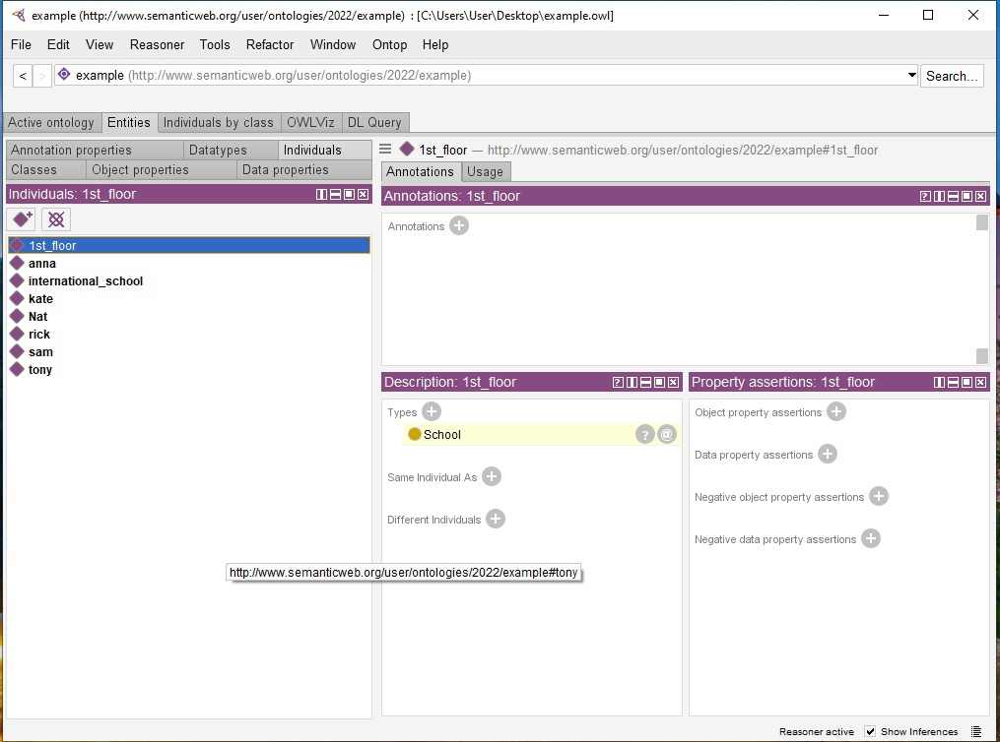 example (http://www.semanticweb.org/user/ontologies/2022/example) : [C:\Users\User\Desktop\example.owl]
File Edit View Reasoner Tools Refactor Window Ontop Help
< > example (http://www.semanticweb.org/user/ontologies/2022/example) Search...
Active ontology Entities Individuals by class OWLViz DL Query
Annotation properties Datatypes Individuals
Classes Object properties Data properties
Individuals: 1st_floor
1st_floor
anna
international_school
kate
Nat
rick
sam
tony
1st_floor — http://www.semanticweb.org/user/ontologies/2022/example#1st_floor
Annotations Usage
Annotations: 1st_floor
Annotations
Description: 1st_floor
Types
School
Same Individual As
Different Individuals
Property assertions: 1st_floor
Object property assertions
Data property assertions
Negative object property assertions
Negative data property assertions
http://www.semanticweb.org/user/ontologies/2022/example#tony
Reasoner active Show Inferences